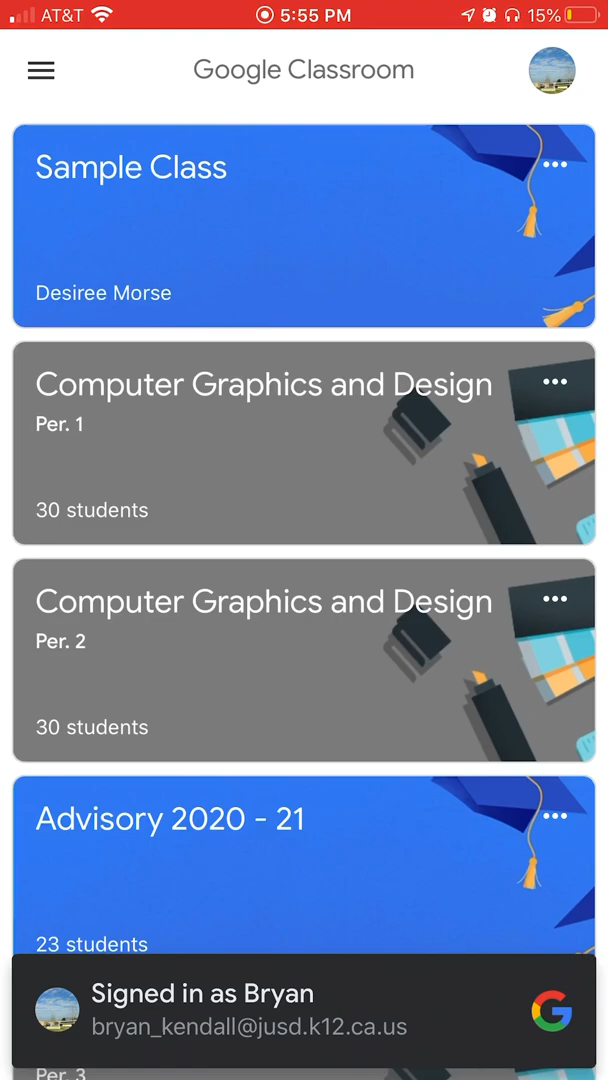 AT&T 5:55 PM 15%
Google Classroom
Sample Class
Desiree Morse
Computer Graphics and Design
Per. 1
30 students
Computer Graphics and Design
Per. 2
30 students
Advisory 2020 - 21
23 students
Signed in as Bryan
bryan_kendall@jusd.k12.ca.us
Per. 3